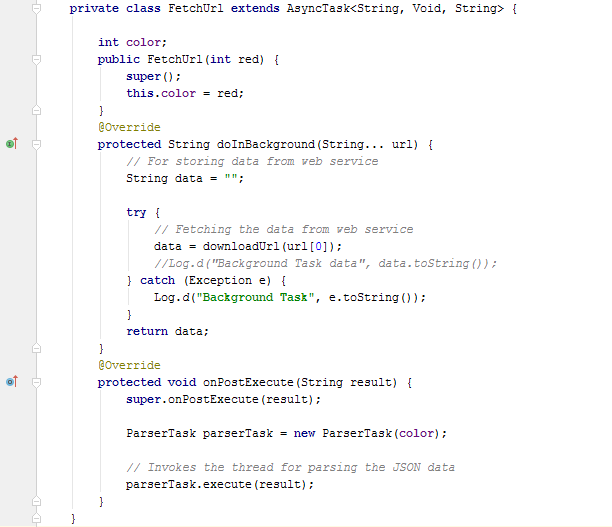 private class FetchUrl extends AsyncTask<String, Void, String> {
int color;
public FetchUrl(int red) {
super();
this.color = red;
}
@Override
protected String doInBackground(String... url) {
// For storing data from web service
String data = "";
try {
// Fetching the data from web service
data = downloadUrl(url[0]);
//Log.d("Background Task data", data.toString());
} catch (Exception e) {
Log.d("Background Task", e.toString());
}
return data;
}
@Override
protected void onPostExecute(String result) {
super.onPostExecute(result);
ParserTask parserTask = new ParserTask(color);
// Invokes the thread for parsing the JSON data
parserTask.execute(result);
}
}